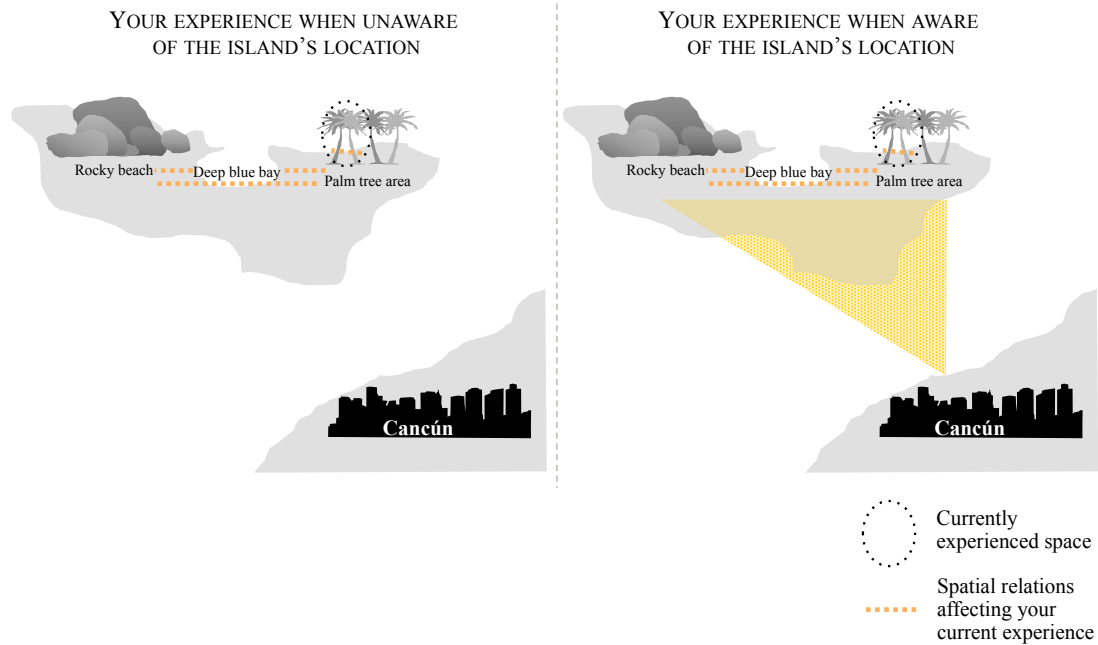 YOUR EXPERIENCE WHEN UNAWARE
OF THE ISLAND'S LOCATION
Rocky beach
Deep blue bay
Palm tree area
Cancún
YOUR EXPERIENCE WHEN AWARE
OF THE ISLAND'S LOCATION
Rocky beach
Deep blue bay
Palm tree area
Cancún
Currently
experienced space
Spatial relations
affecting your
current experience